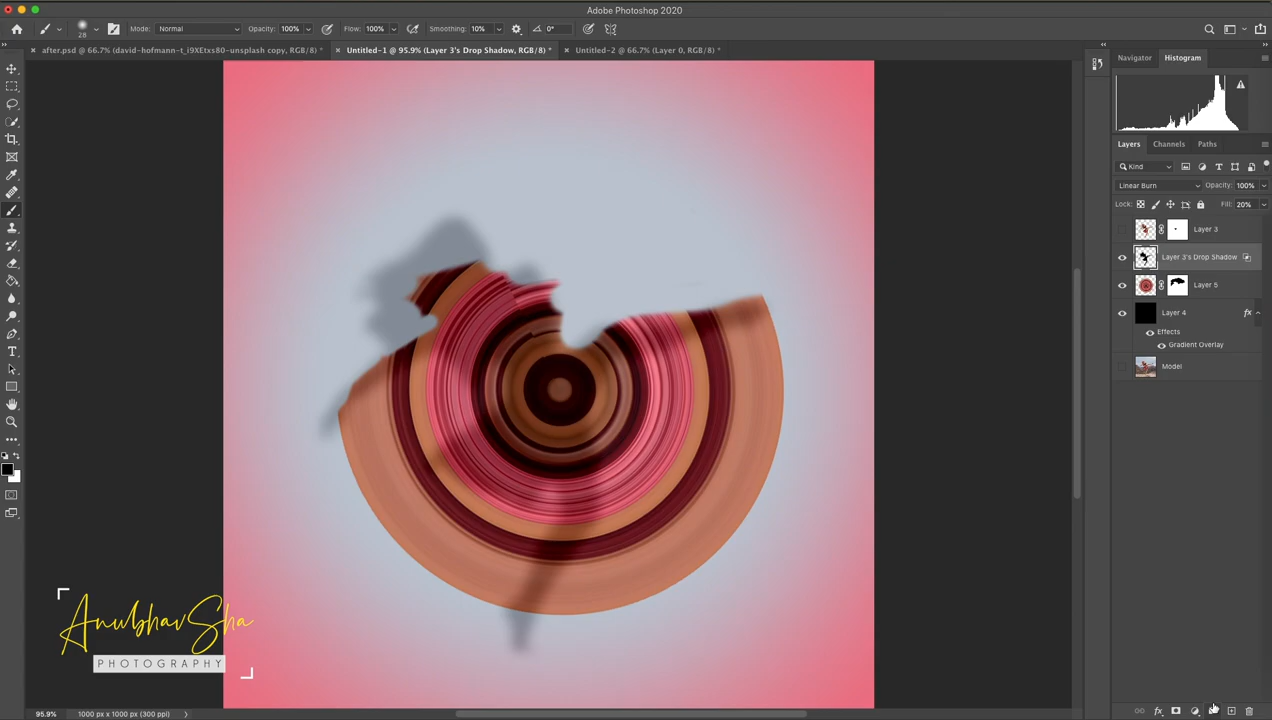 Adobe Photoshop 2020
28 Mode: Normal Opacity: 100% Flow: 100% Smoothing: 10% 0°
after.psd @ 66.7% (david-hofmann-t_i9XEtxs80-unsplash copy, RGB/8) * Untitled-1 @ 95.9% (Layer 3's Drop Shadow, RGB/8) * Untitled-2 @ 66.7% (Layer 0, RGB/8) *
Navigator Histogram
Layers Channels Paths
Kind
Linear Burn Opacity: 100%
Lock: Fill: 20%
Layer 3
Layer 3's Drop Shadow
Layer 5
Layer 4 fx
Effects
Gradient Overlay
Model
AnubhavSha
PHOTOGRAPHY
95.9% 1000 px x 1000 px (300 ppi)
fx